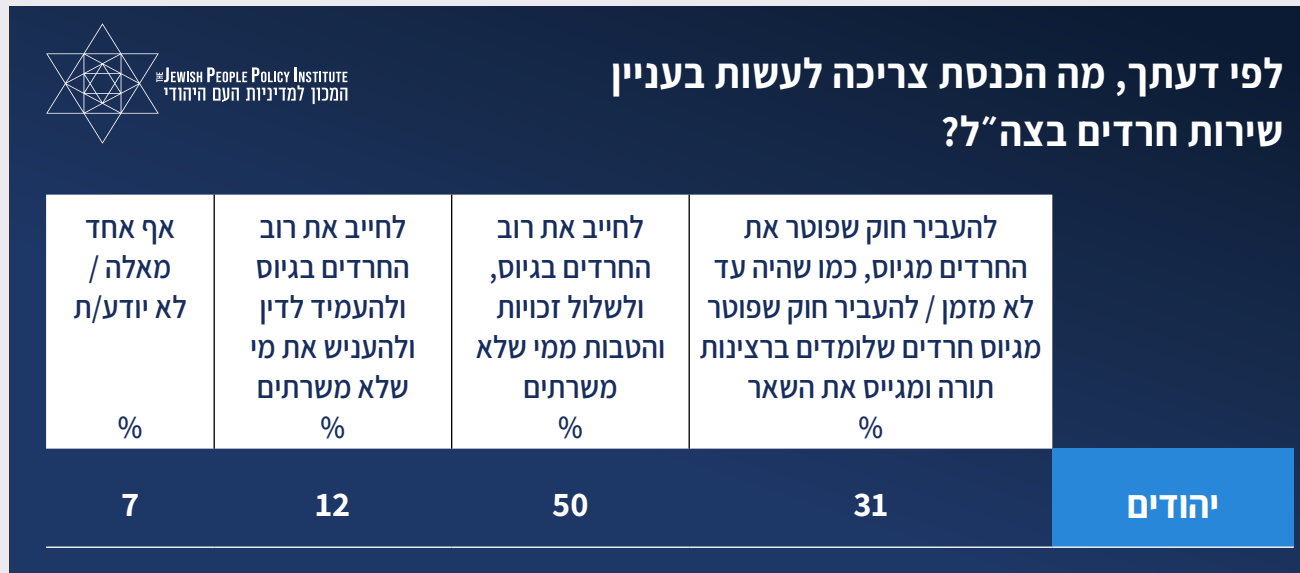 THE JEWISH PEOPLE POLICY INSTITUTE
המכון למדיניות העם היהודי
לפי דעתך, מה הכנסת צריכה לעשות בעניין
שירות חרדים בצה״ל?
להעביר חוק שפוטר את
החרדים מגיוס, כמו שהיה עד
לא מזמן / להעביר חוק שפוטר
מגיוס חרדים שלומדים ברצינות
תורה ומגייס את השאר
%
לחייב את רוב
החרדים בגיוס,
ולשלול זכויות
והטבות ממי שלא
משרתים
%
לחייב את רוב
החרדים בגיוס
ולהעמיד לדין
ולהעניש את מי
שלא משרתים
%
אף אחד
מאלה /
לא יודע/ת
%
יהודים
31
50
12
7